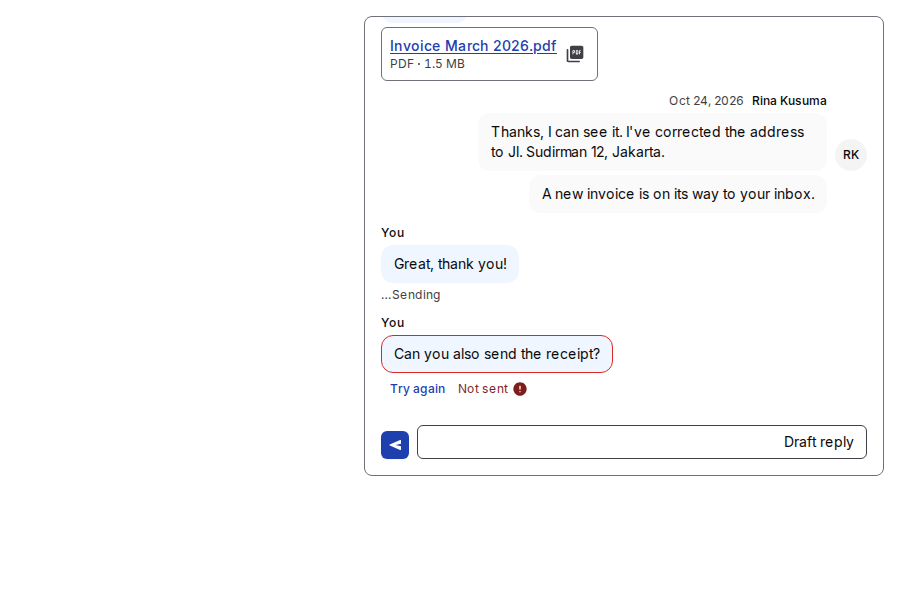 Invoice March 2026.pdf
PDF · 1.5 MB
PDF
Rina Kusuma Oct 24, 2026
Thanks, I can see it. I've corrected the address
to Jl. Sudirman 12, Jakarta.
RK
A new invoice is on its way to your inbox.
You
Great, thank you!
Sending…
You
Can you also send the receipt?
Not sent Try again
Draft reply